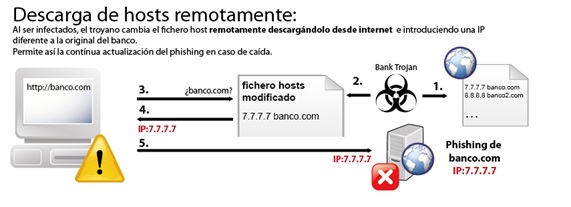 Descarga de hosts remotamente:
Al ser infectados, el troyano cambia el fichero host remotamente descargándolo desde internet e introduciendo una IP
diferente a la original del banco.
Permite así la contínua actualización del phishing en caso de caída.
http://banco.com
3.
¿banco.com?
4.
IP:7.7.7.7
5.
IP:7.7.7.7
fichero hosts
modificado
7.7.7.7 banco.com
2.
Bank Trojan
1.
7.7.7.7 banco.com
8.8.8.8 banco2.com
...
Phishing de
banco.com
IP:7.7.7.7